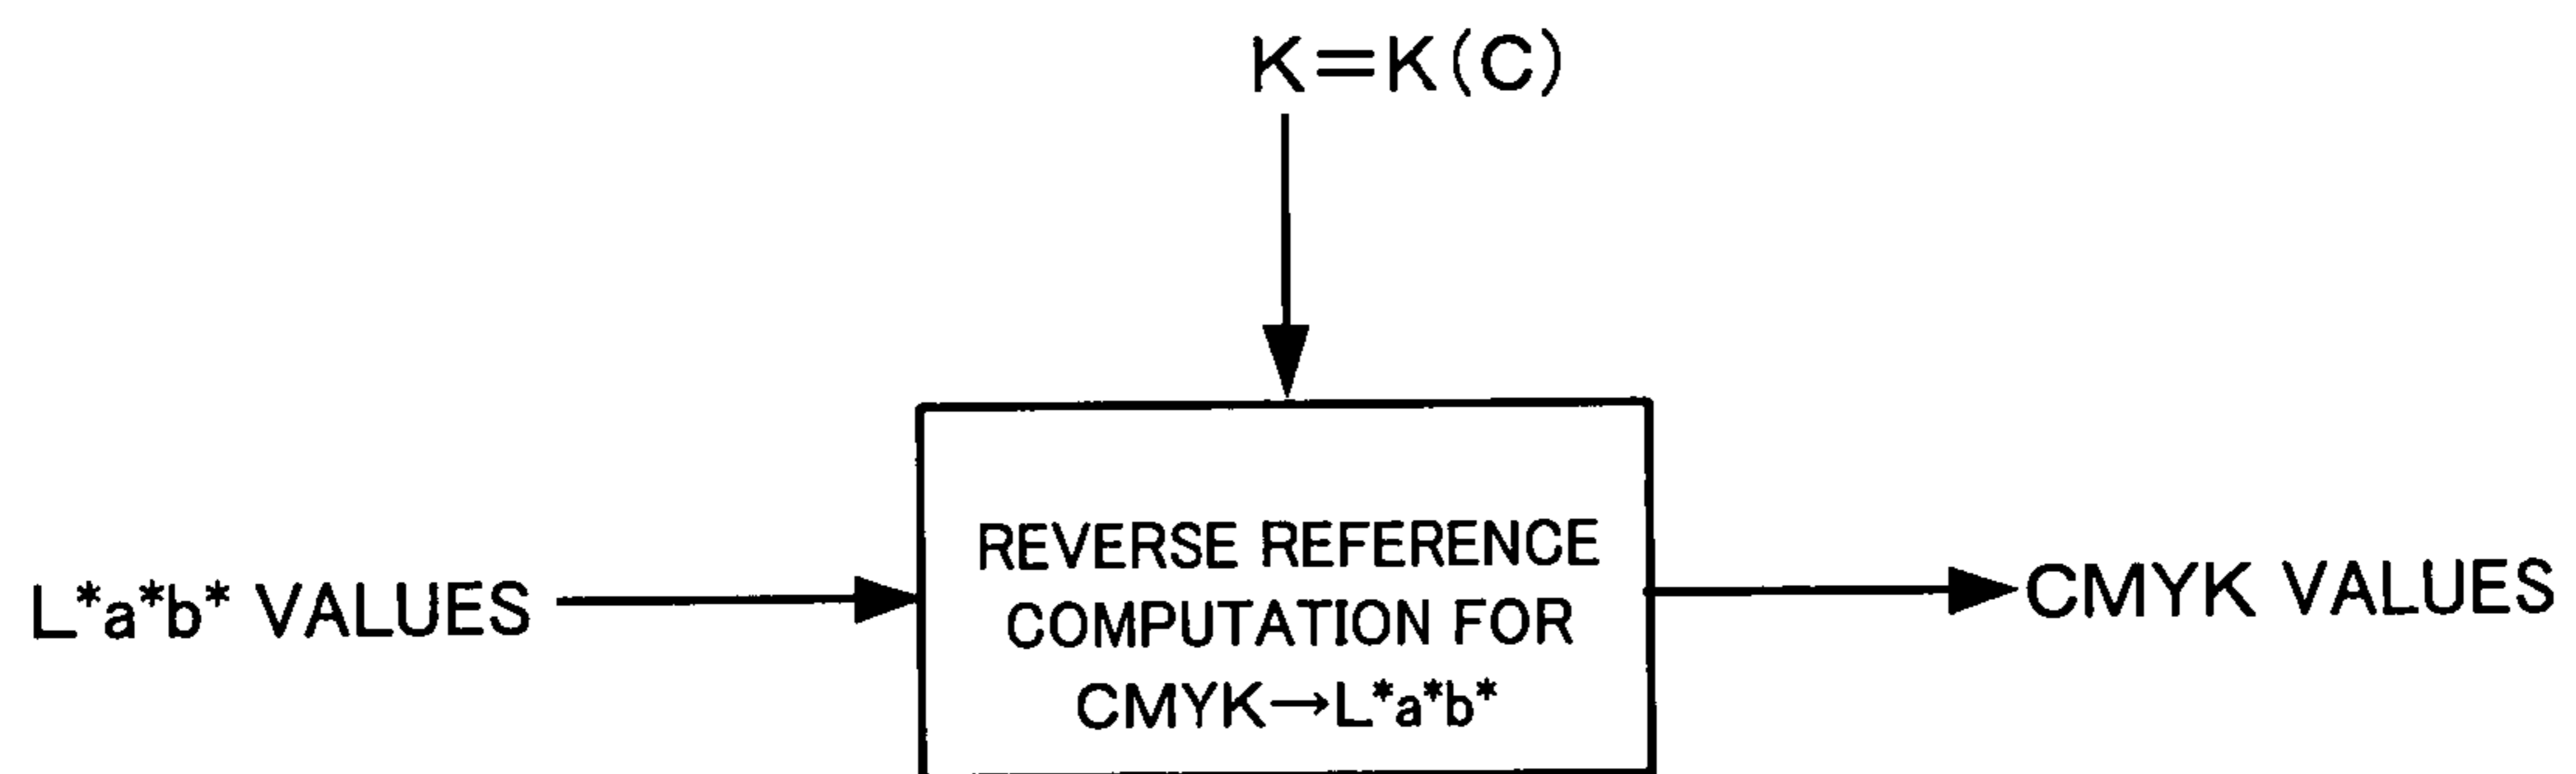 K=K(C)
L*a*b* VALUES
REVERSE REFERENCE
COMPUTATION FOR
CMYK→L*a*b*
CMYK VALUES